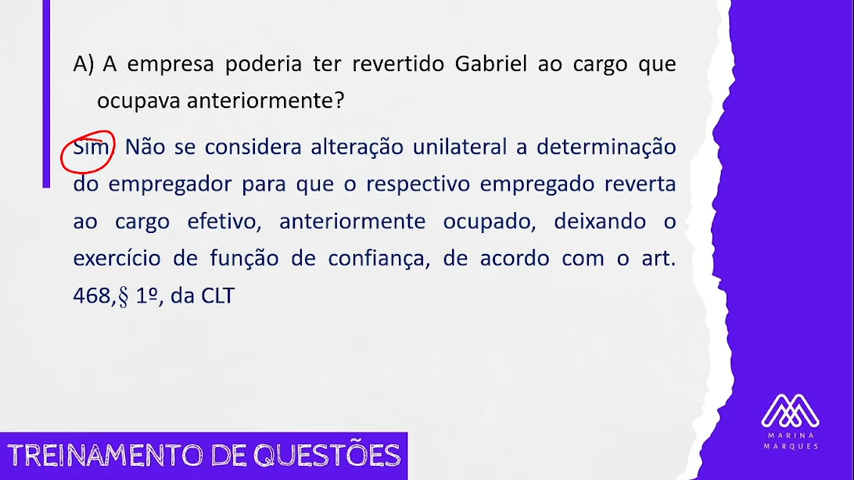 A) A empresa poderia ter revertido Gabriel ao cargo que
ocupava anteriormente?
Sim, Não se considera alteração unilateral a determinação
do empregador para que o respectivo empregado reverta
ao cargo efetivo, anteriormente ocupado, deixando o
exercício de função de confiança, de acordo com o art.
468,§ 1º, da CLT
TREINAMENTO DE QUESTÕES
MARINA
MARQUES